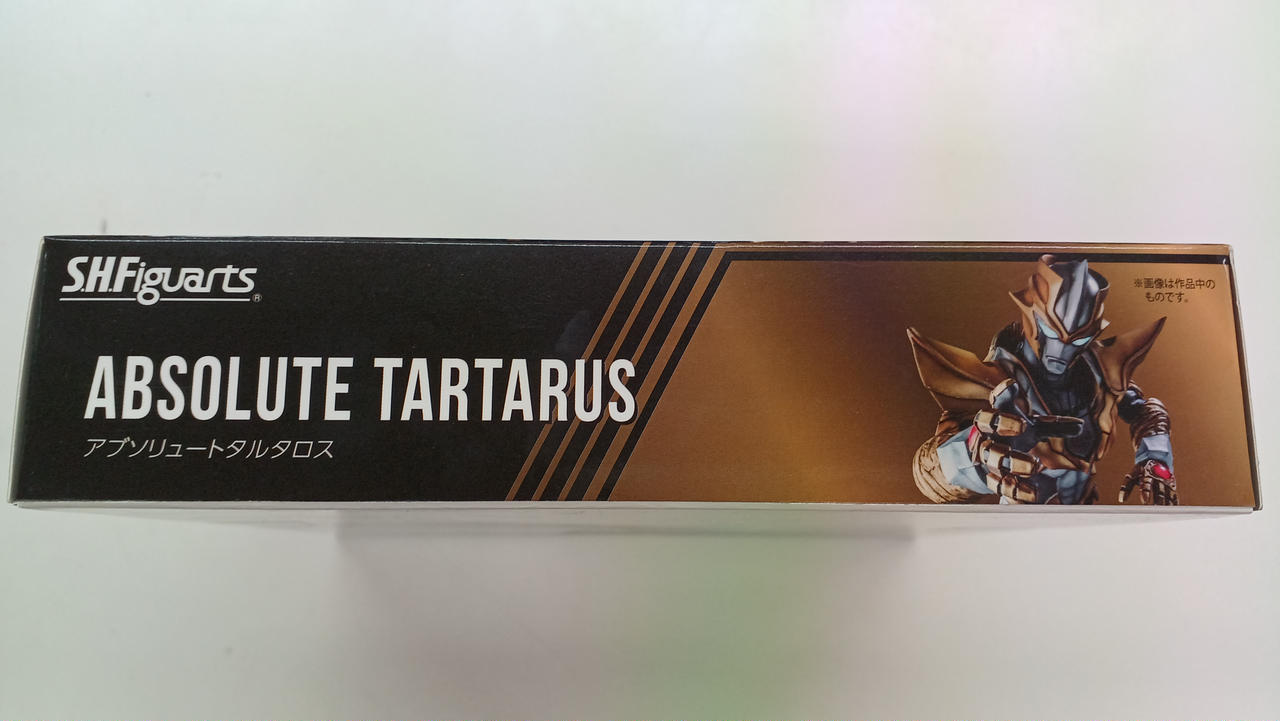 S.H.Figuarts®
ABSOLUTE TARTARUS
アブソリュートタルタロス
※画像は作品中の
ものです。